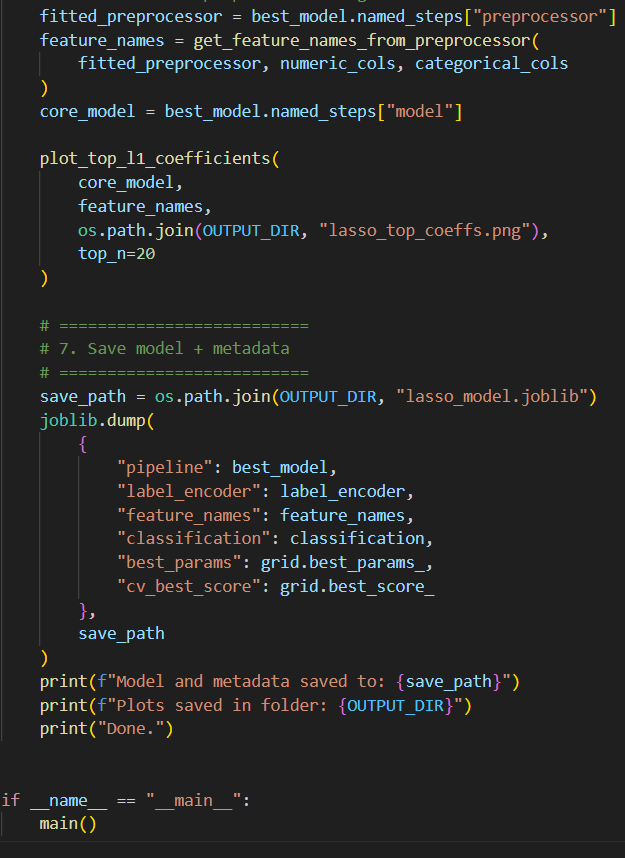 fitted_preprocessor = best_model.named_steps["preprocessor"]
feature_names = get_feature_names_from_preprocessor(
    fitted_preprocessor, numeric_cols, categorical_cols
)
core_model = best_model.named_steps["model"]

plot_top_l1_coefficients(
    core_model,
    feature_names,
    os.path.join(OUTPUT_DIR, "lasso_top_coeffs.png"),
    top_n=20
)

# ==========================
# 7. Save model + metadata
# ==========================
save_path = os.path.join(OUTPUT_DIR, "lasso_model.joblib")
joblib.dump(
    {
        "pipeline": best_model,
        "label_encoder": label_encoder,
        "feature_names": feature_names,
        "classification": classification,
        "best_params": grid.best_params_,
        "cv_best_score": grid.best_score_
    },
    save_path
)
print(f"Model and metadata saved to: {save_path}")
print(f"Plots saved in folder: {OUTPUT_DIR}")
print("Done.")

if __name__ == "__main__":
    main()